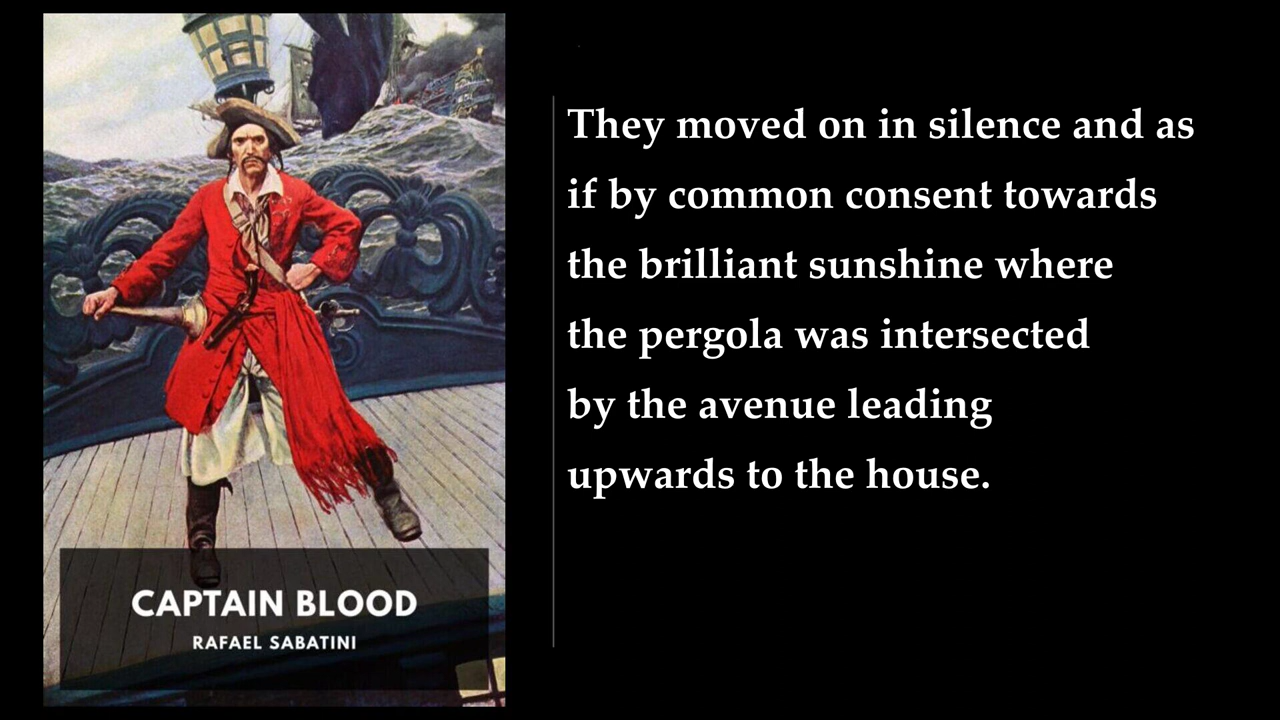 They moved on in silence and as
if by common consent towards
the brilliant sunshine where
the pergola was intersected
by the avenue leading
upwards to the house.
CAPTAIN BLOOD
RAFAEL SABATINI